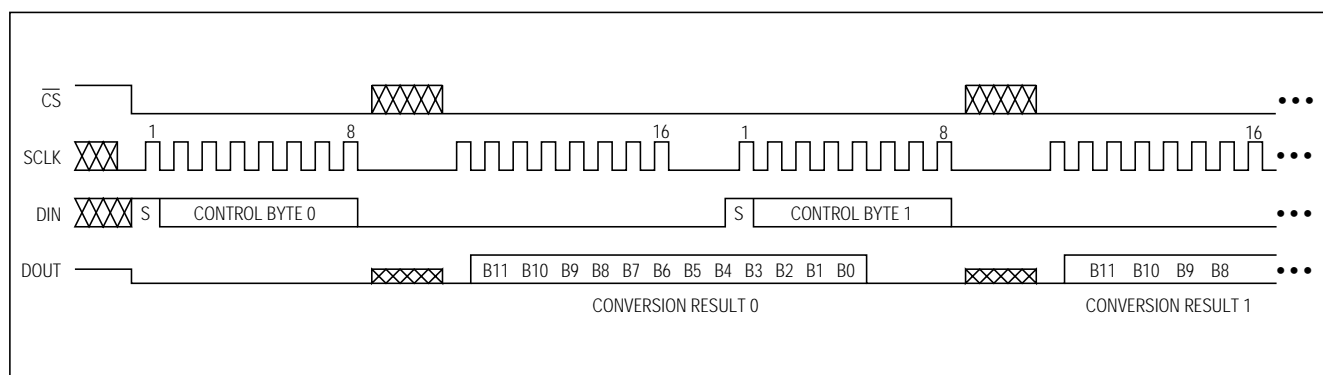 CS
1 8 16 1 8 16
SCLK
DIN S CONTROL BYTE 0 S CONTROL BYTE 1
DOUT B11 B10 B9 B8 B7 B6 B5 B4 B3 B2 B1 B0 B11 B10 B9 B8
CONVERSION RESULT 0 CONVERSION RESULT 1